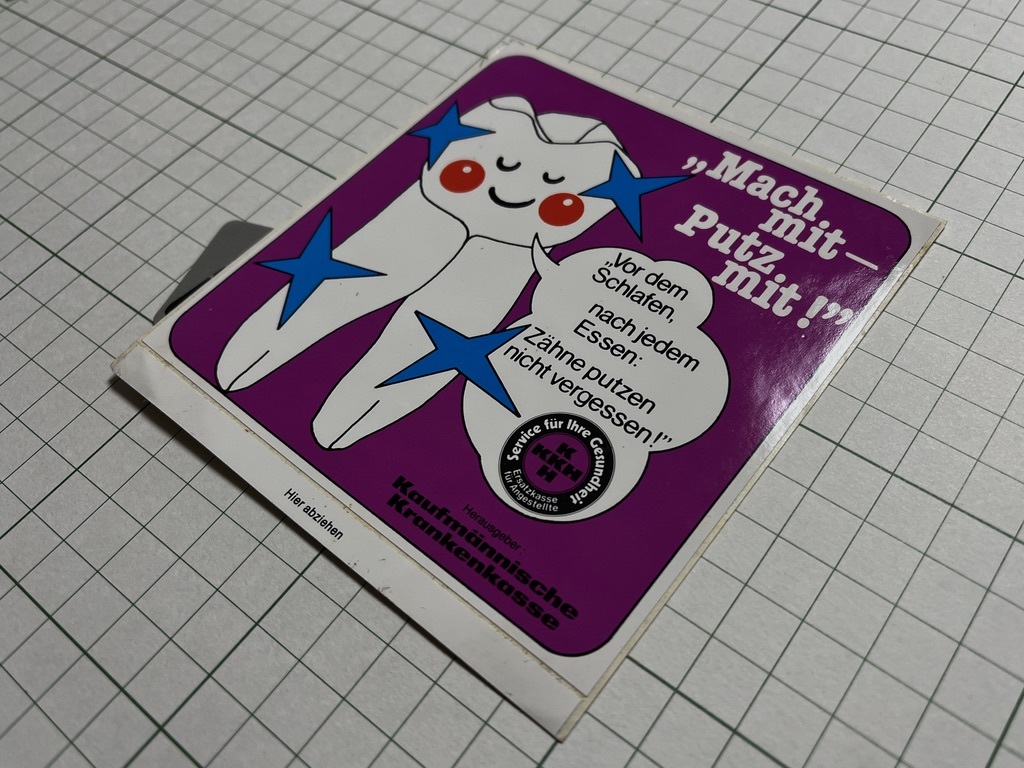 „Mach
mit–
Putz
mit!”
„Vor dem
Schlafen,
nach jedem
Essen:
Zähne putzen
nicht vergessen!”
Service für Ihre Gesundheit
K
KKH
H
Ersatzkasse
für Angestellte
Herausgeber:
Kaufmännische
Krankenkasse
Hier abziehen